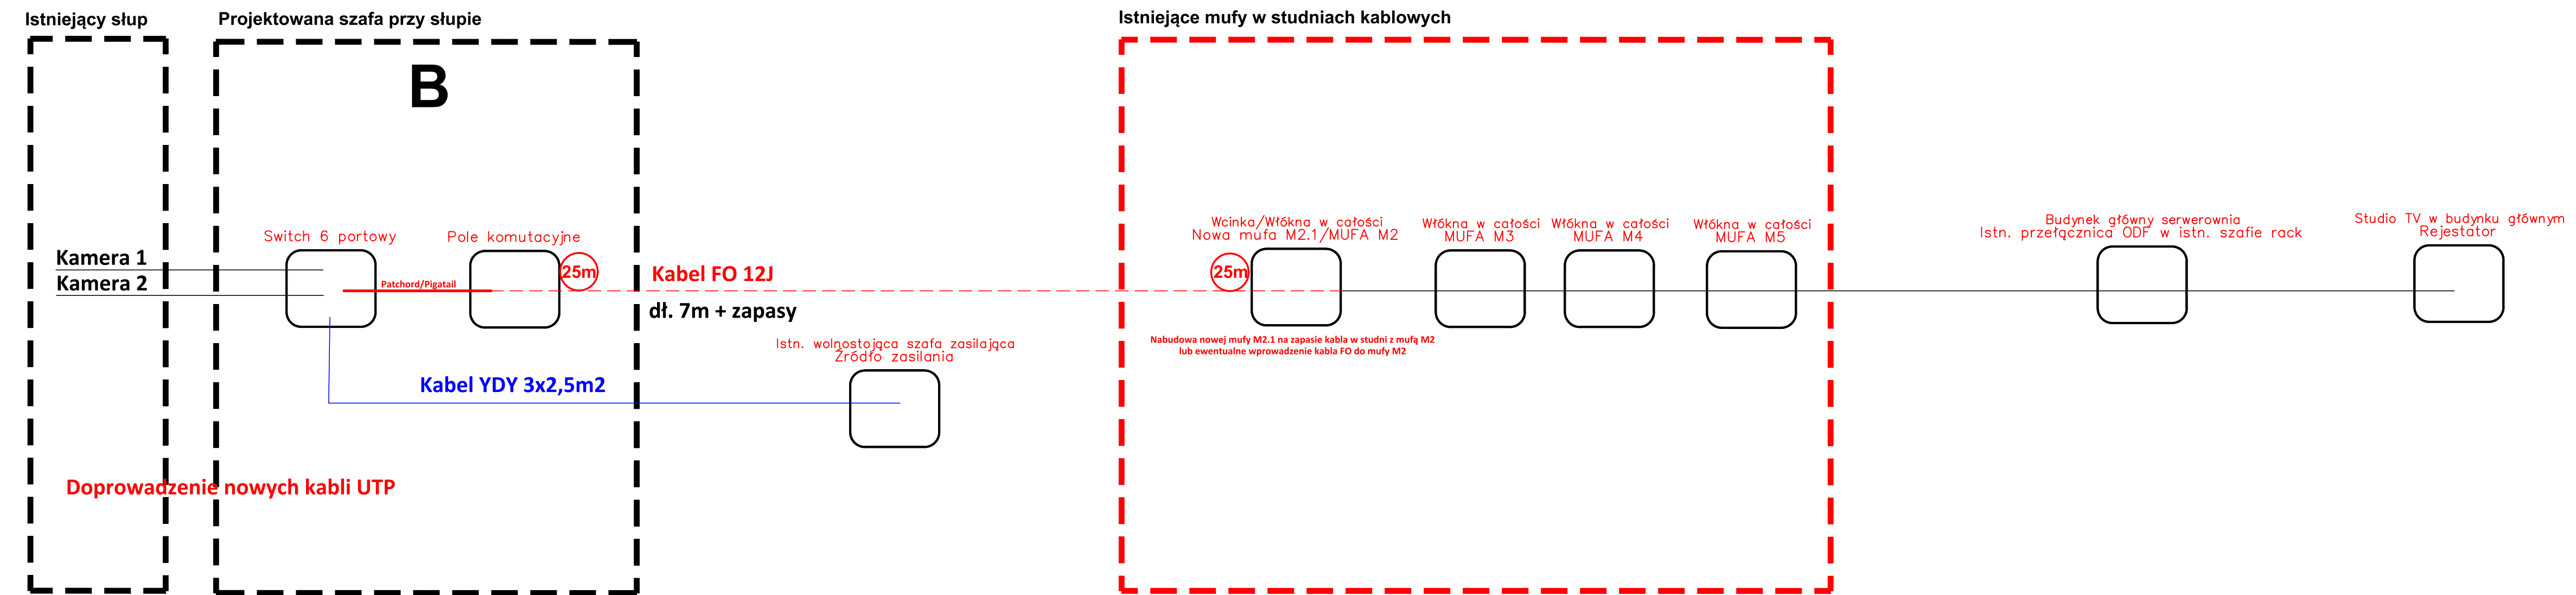 Istniejący słup
Projektowana szafa przy słupie
Istniejące mufy w studniach kablowych
B
Switch 6 portowy
Pole komutacyjne
Kamera 1
Kamera 2
Patchord/Pigatail
25m
Kabel FO 12J
dł. 7m + zapasy
25m
Wcinka/Włókna w całości
Nowa mufa M2.1/MUFA M2
Włókna w całości
MUFA M3
Włókna w całości
MUFA M4
Włókna w całości
MUFA M5
Budynek główny serwerownia
Istn. przełącznica ODF w istn. szafie rack
Studio TV w budynku głównym
Rejestator
Nabudowa nowej mufy M2.1 na zapasie kabla w studni z mufą M2
lub ewentualne wprowadzenie kabla FO do mufy M2
Istn. wolnostojąca szafa zasilająca
Źródło zasilania
Kabel YDY 3x2,5m2
Doprowadzenie nowych kabli UTP